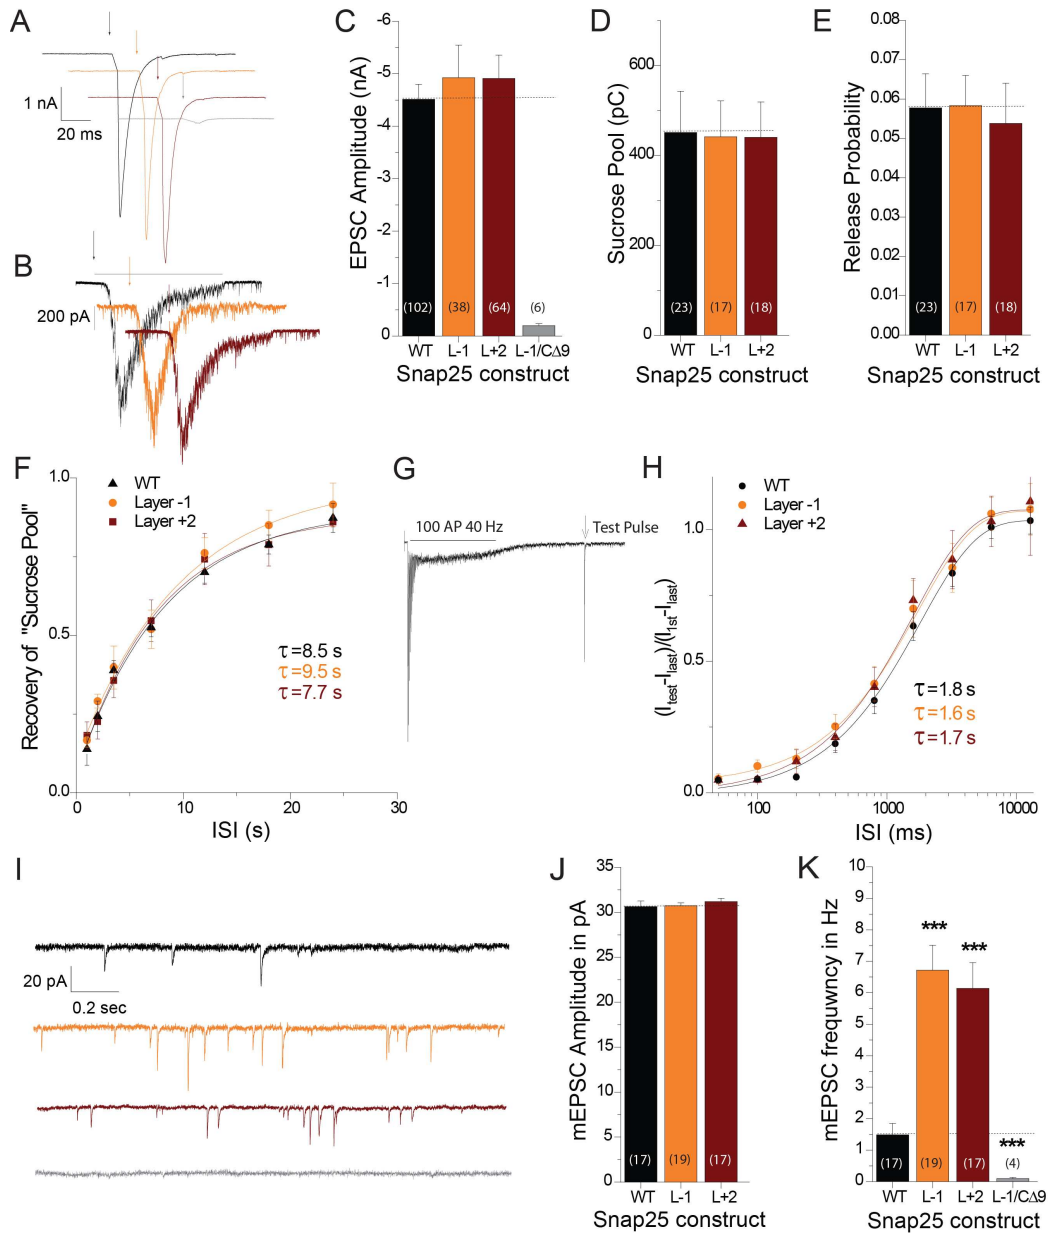 A
1 nA
20 ms
B
200 pA
C
EPSC Amplitude (nA)
-6
-5
-4
-3
-2
-1
0
(102)
(38)
(64)
(6)
WT
L-1
L+2
L-1/C∆9
Snap25 construct
D
Sucrose Pool (pC)
600
400
200
0
(23)
(17)
(18)
WT
L-1
L+2
Snap25 construct
E
Release Probability
0.08
0.07
0.06
0.05
0.04
0.03
0.02
0.01
0.00
(23)
(17)
(18)
WT
L-1
L+2
Snap25 construct
F
Recovery of "Sucrose Pool"
1.0
0.5
0.0
WT
Layer -1
Layer +2
τ=8.5 s
τ=9.5 s
τ=7.7 s
0
10
20
30
ISI (s)
G
100 AP 40 Hz
Test Pulse
H
(Itest-Ilast)/(I1st-Ilast)
1.0
0.5
0.0
WT
Layer -1
Layer +2
τ=1.8 s
τ=1.6 s
τ=1.7 s
100
1000
10000
ISI (ms)
I
20 pA
0.2 sec
J
mEPSC Amplitude in pA
35
30
25
20
15
10
5
0
(17)
(19)
(17)
WT
L-1
L+2
Snap25 construct
K
mEPSC frequwncy in Hz
10
9
8
7
6
5
4
3
2
1
0
***
***
***
(17)
(19)
(17)
(4)
WT
L-1
L+2
L-1/C∆9
Snap25 construct